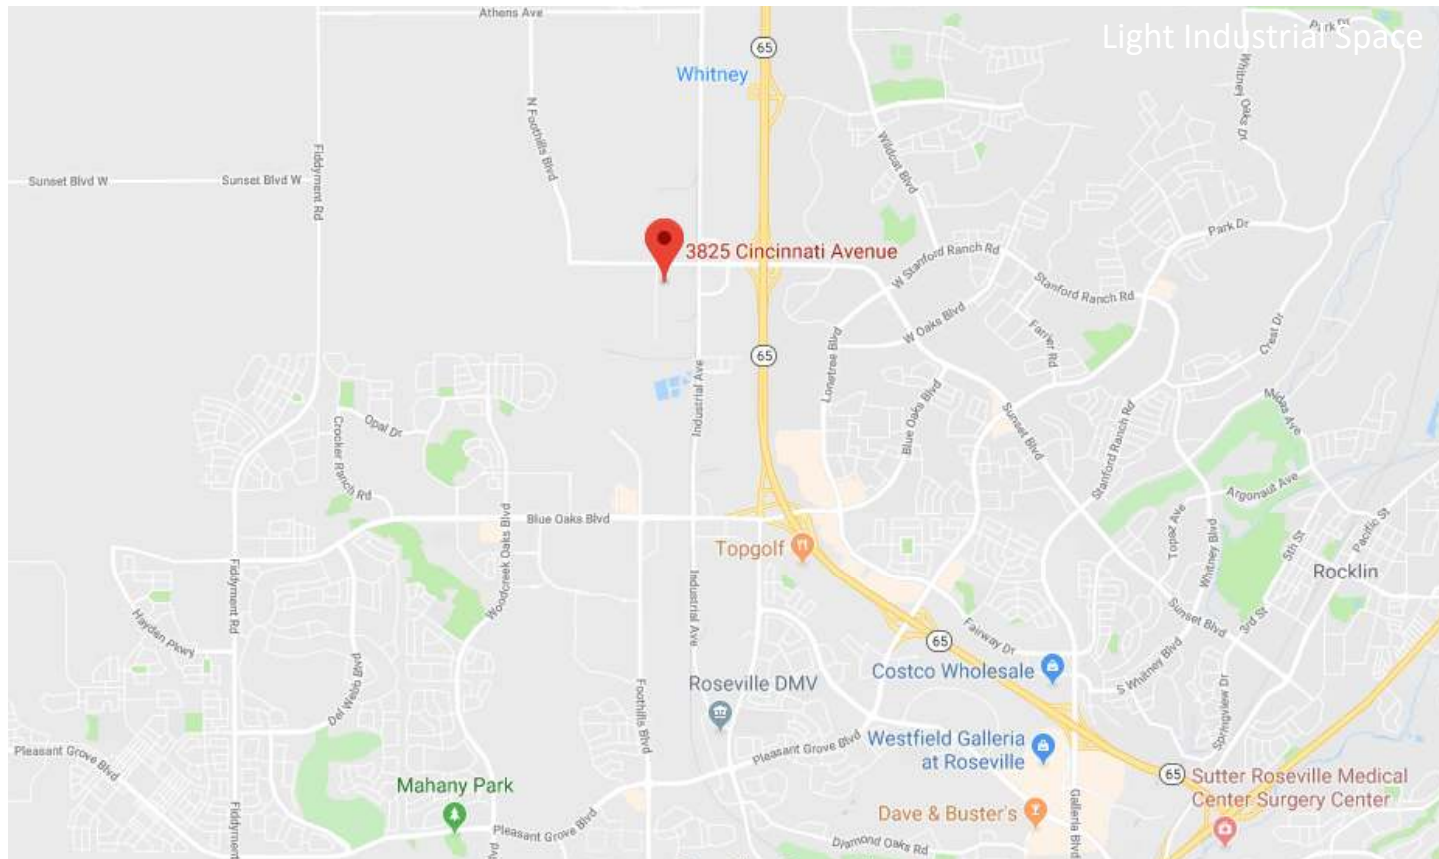 Athens Ave
65
Light Industrial Space
Park Dr
Whitney
Whitney Oaks Dr
N Foothills Blvd
Fiddyment Rd
Wildcat Blvd
Sunset Blvd W
Sunset Blvd W
Park Dr
3825 Cincinnati Avenue
W Stanford Ranch Rd
Stanford Ranch Rd
W Oaks Blvd
Farrier Rd
Crest Dr
65
Lonetree Blvd
Industrial Ave
Blue Oaks Blvd
Sunset Blvd
Midas Ave
Opal Dr
Crocker Ranch Rd
Stanford Ranch Rd
Argonaut Ave
Woodcreek Oaks Blvd
Blue Oaks Blvd
Topaz Ave
Whitney Blvd
5th St
Pacific St
Topgolf
Rocklin
Fiddyment Rd
Industrial Ave
Hayden Pkwy
Sunset Blvd
3rd St
Fairway Dr
65
Costco Wholesale
S Whitney Blvd
Del Webb Blvd
Foothills Blvd
Roseville DMV
Springview Dr
Pleasant Grove Blvd
Pleasant Grove Blvd
Westfield Galleria
at Roseville
65
Sutter Roseville Medical
Center Surgery Center
Mahany Park
Dave & Buster's
Galleria Blvd
Fiddyment
Pleasant Grove Blvd
Diamond Oaks Rd